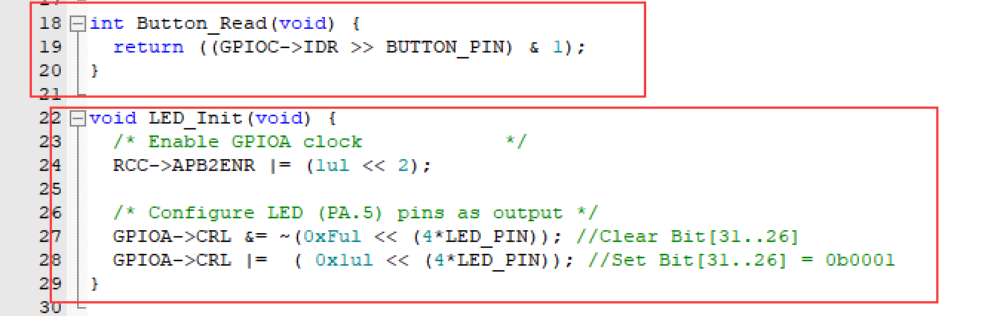 18 int Button_Read(void) {
19 return ((GPIOC->IDR >> BUTTON_PIN) & 1);
20 }
21
22 void LED_Init(void) {
23 /* Enable GPIOA clock */
24 RCC->APB2ENR |= (1ul << 2);
25
26 /* Configure LED (PA.5) pins as output */
27 GPIOA->CRL &= ~(0xFul << (4*LED_PIN)); //Clear Bit[31..26]
28 GPIOA->CRL |= ( 0x1ul << (4*LED_PIN)); //Set Bit[31..26] = 0b0001
29 }
30